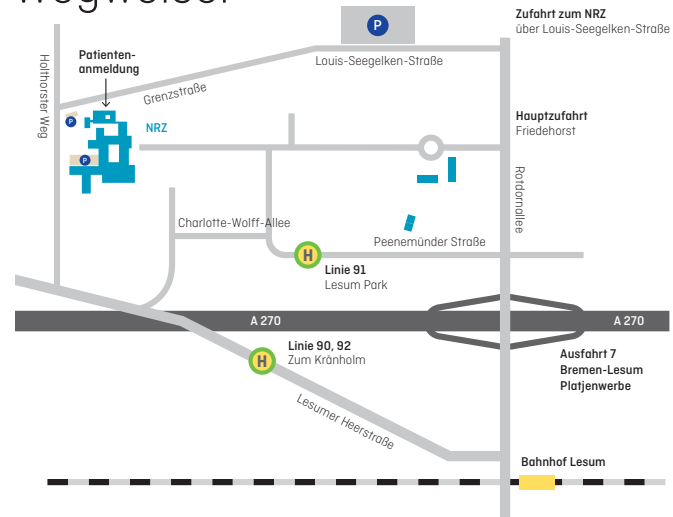 Wegweiser
Zufahrt zum NRZ
über Louis-Seegelken-Straße
P
Louis-Seegelken-Straße
Patienten-
anmeldung
Holthorster Weg
Grenzstraße
P
NRZ
P
Hauptzufahrt
Friedehorst
Rotdornallee
Charlotte-Wolff-Allee
Peenemünder Straße
H
Linie 91
Lesum Park
A 270
A 270
Linie 90, 92
Zum Kränholm
H
Ausfahrt 7
Bremen-Lesum
Platjenwerbe
Lesumer Heerstraße
Bahnhof Lesum